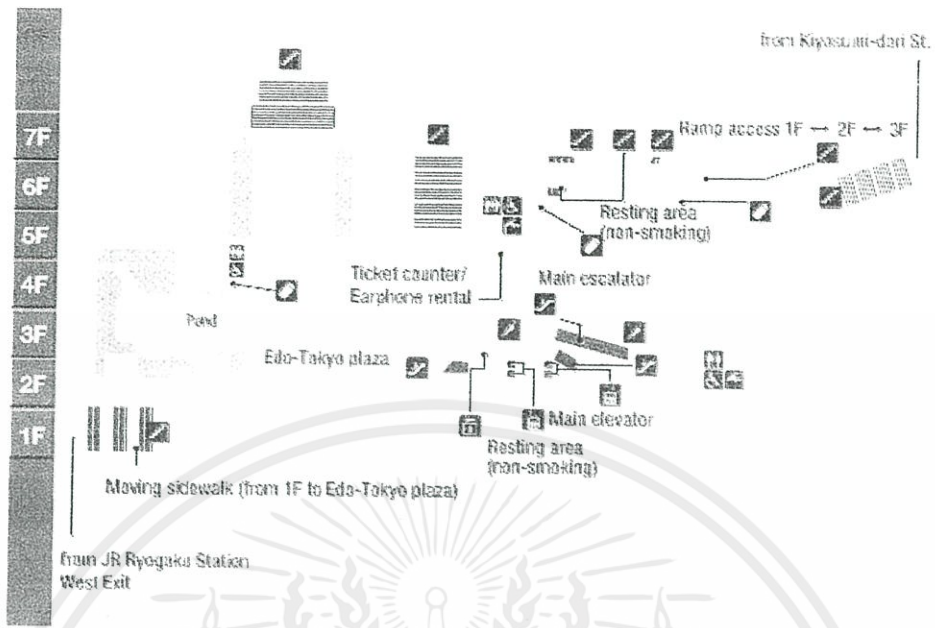 from Kiyosumi-dori St.
7F
Ramp access 1F ↔ 2F ↔ 3F
6F
Resting area
(non-smoking)
5F
Ticket counter/
Earphone rental
Main escalator
4F
Pond
3F
Edo-Tokyo plaza
2F
Main elevator
1F
Resting area
(non-smoking)
Moving sidewalk (from 1F to Edo-Tokyo plaza)
from JR Ryogaku Station
West Exit